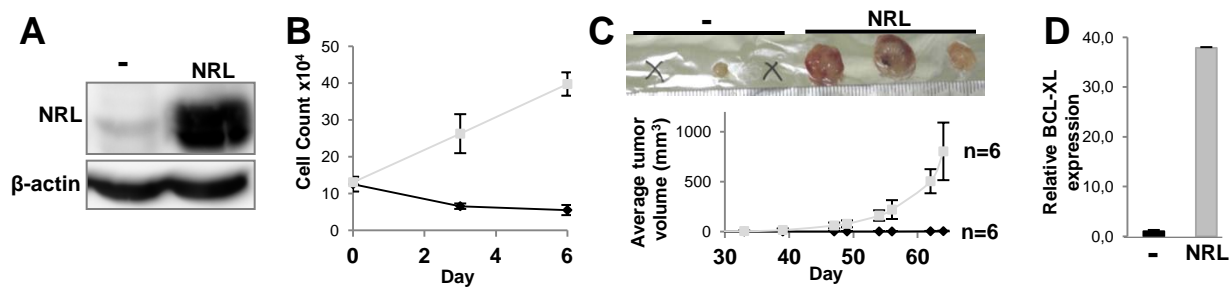 A
- NRL
NRL
β-actin
B
Cell Count x10⁴
50
40
30
20
10
0
0 2 4 6
Day
C
- NRL
Average tumor
volume (mm³)
1000
500
0
n=6
n=6
30 40 50 60
Day
D
Relative BCL-XL
expression
40,0
30,0
20,0
10,0
0,0
- NRL